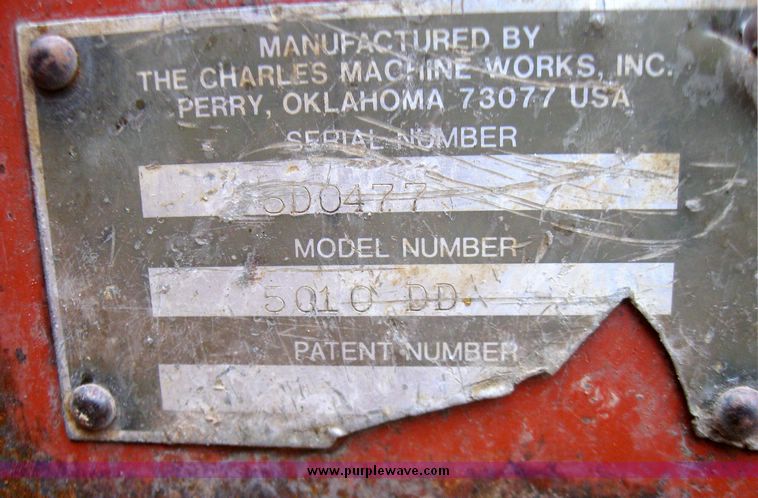 MANUFACTURED BY
THE CHARLES MACHINE WORKS, INC.
PERRY, OKLAHOMA 73077 USA
SERIAL NUMBER
5D0477
MODEL NUMBER
5010 DD
PATENT NUMBER
www.purplewave.com